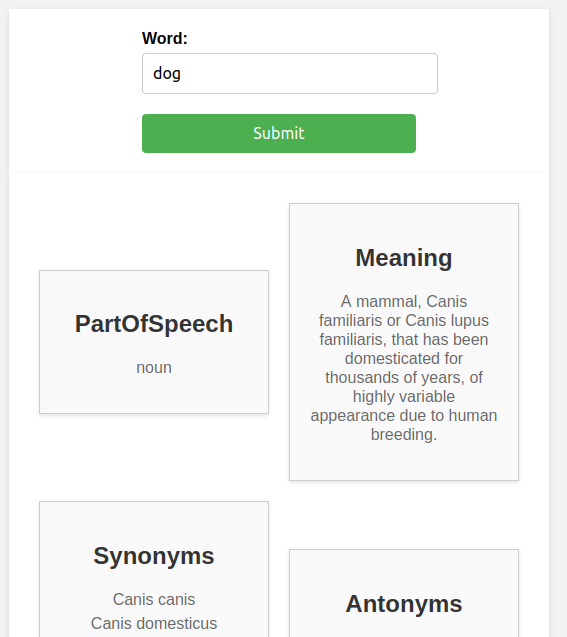 Word:
dog
Submit
PartOfSpeech
noun
Meaning
A mammal, Canis
familiaris or Canis lupus
familiaris, that has been
domesticated for
thousands of years, of
highly variable
appearance due to human
breeding.
Synonyms
Canis canis
Canis domesticus
Antonyms